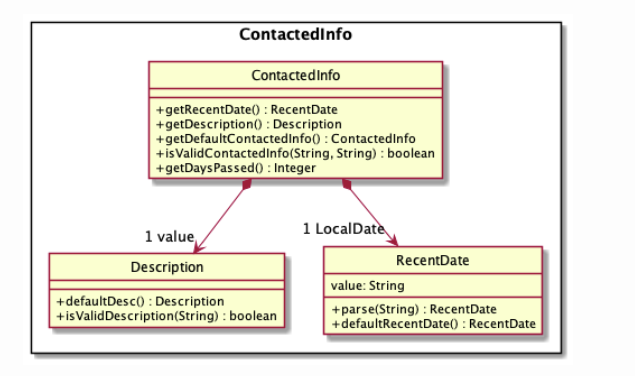 ContactedInfo
ContactedInfo
+getRecentDate() : RecentDate
+getDescription() : Description
+getDefaultContactedInfo() : ContactedInfo
+isValidContactedInfo(String, String) : boolean
+getDaysPassed() : Integer
1 value
1 LocalDate
Description
+defaultDesc() : Description
+isValidDescription(String) : boolean
RecentDate
value: String
+parse(String) : RecentDate
+defaultRecentDate() : RecentDate